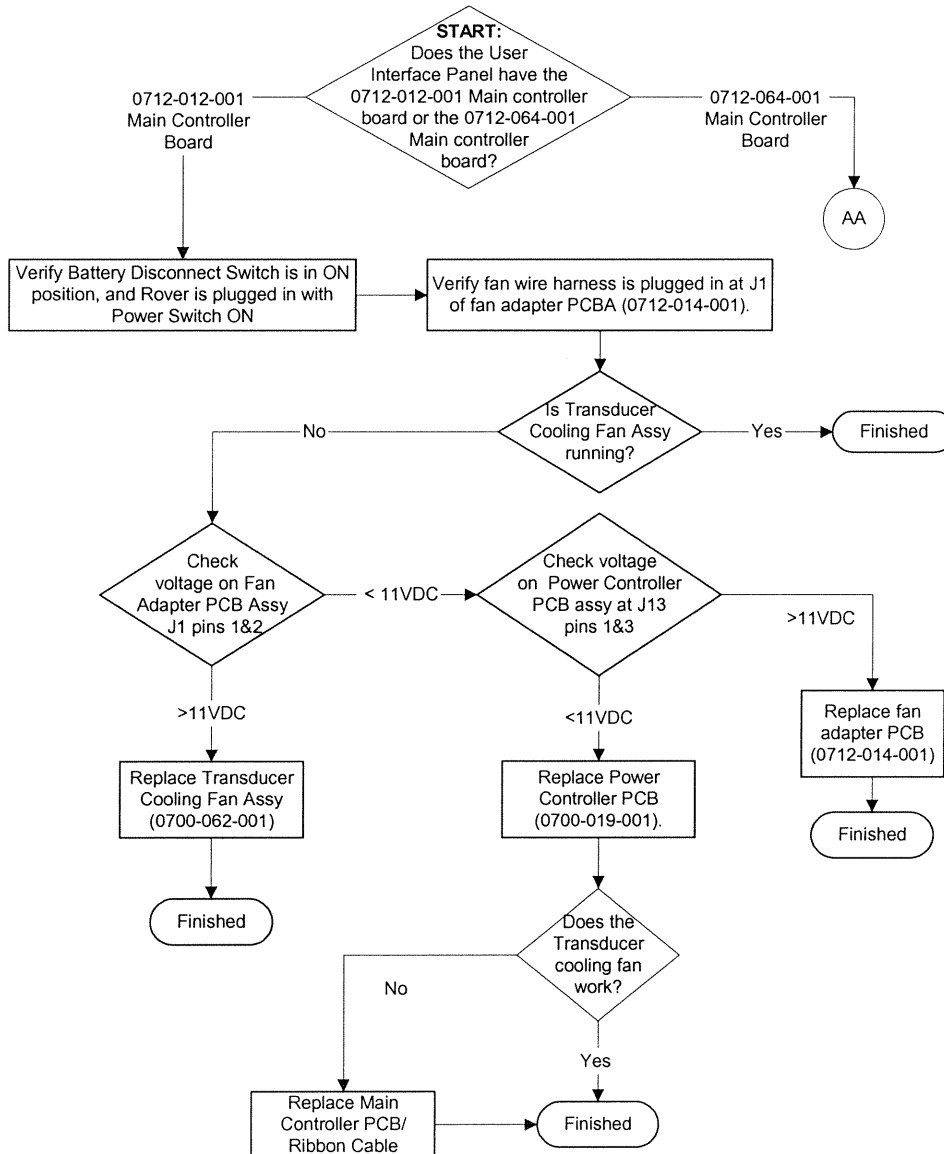 START:
Does the User
Interface Panel have the
0712-012-001 Main controller
board or the 0712-064-001
Main controller
board?
0712-012-001
Main Controller
Board
0712-064-001
Main Controller
Board
AA
Verify Battery Disconnect Switch is in ON
position, and Rover is plugged in with
Power Switch ON
Verify fan wire harness is plugged in at J1
of fan adapter PCBA (0712-014-001).
Is Transducer
Cooling Fan Assy
running?
No
Yes
Finished
Check
voltage on Fan
Adapter PCB Assy
J1 pins 1&2
< 11VDC
Check voltage
on Power Controller
PCB assy at J13
pins 1&3
>11VDC
>11VDC
<11VDC
Replace fan
adapter PCB
(0712-014-001)
Replace Transducer
Cooling Fan Assy
(0700-062-001)
Replace Power
Controller PCB
(0700-019-001).
Finished
Finished
Does the
Transducer
cooling fan
work?
No
Yes
Replace Main
Controller PCB/
Ribbon Cable
Finished